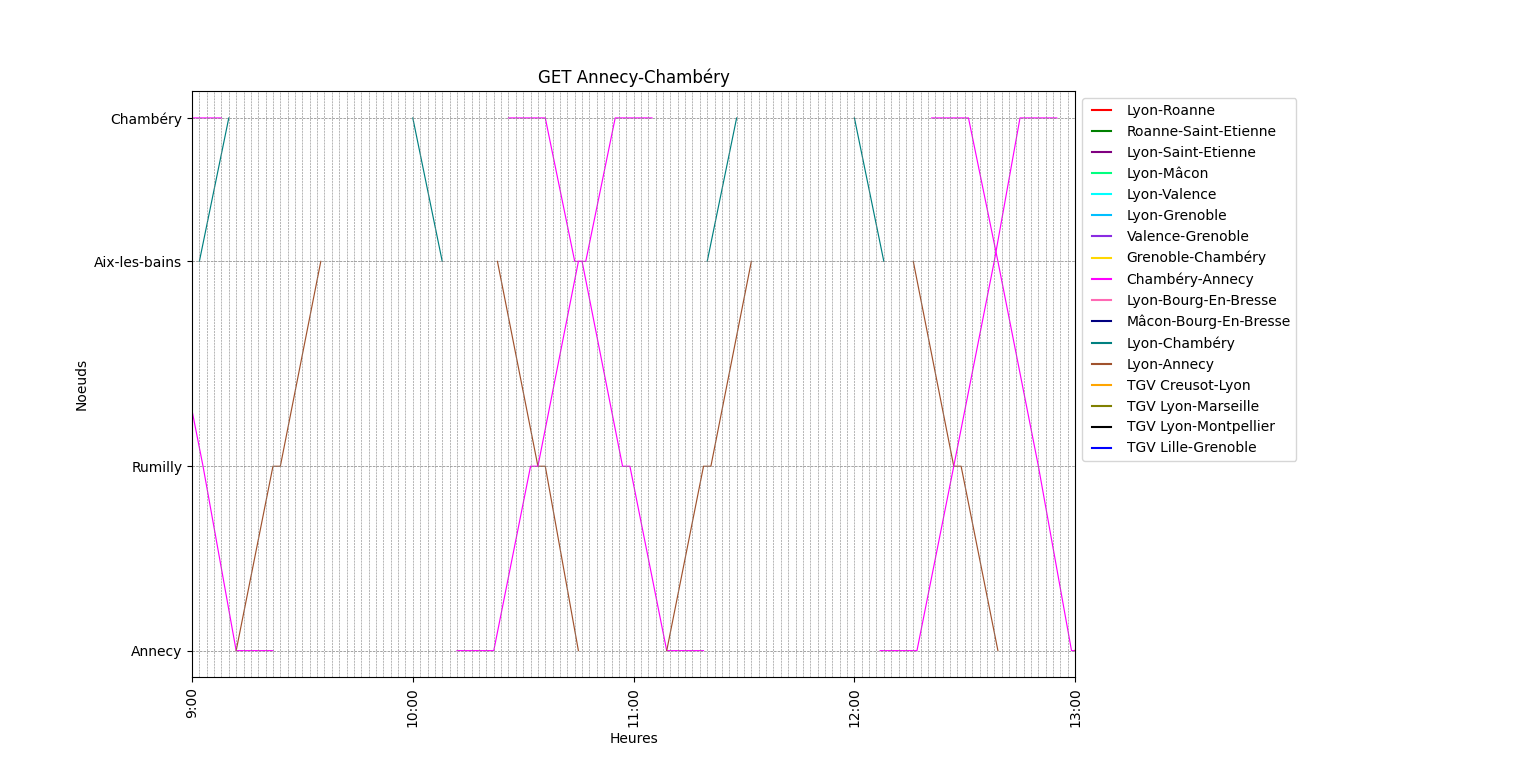 GET Annecy-Chambéry
Chambéry
Aix-les-bains
Rumilly
Annecy
Noeuds
9:00
10:00
11:00
12:00
13:00
Heures
Lyon-Roanne
Roanne-Saint-Etienne
Lyon-Saint-Etienne
Lyon-Mâcon
Lyon-Valence
Lyon-Grenoble
Valence-Grenoble
Grenoble-Chambéry
Chambéry-Annecy
Lyon-Bourg-En-Bresse
Mâcon-Bourg-En-Bresse
Lyon-Chambéry
Lyon-Annecy
TGV Creusot-Lyon
TGV Lyon-Marseille
TGV Lyon-Montpellier
TGV Lille-Grenoble